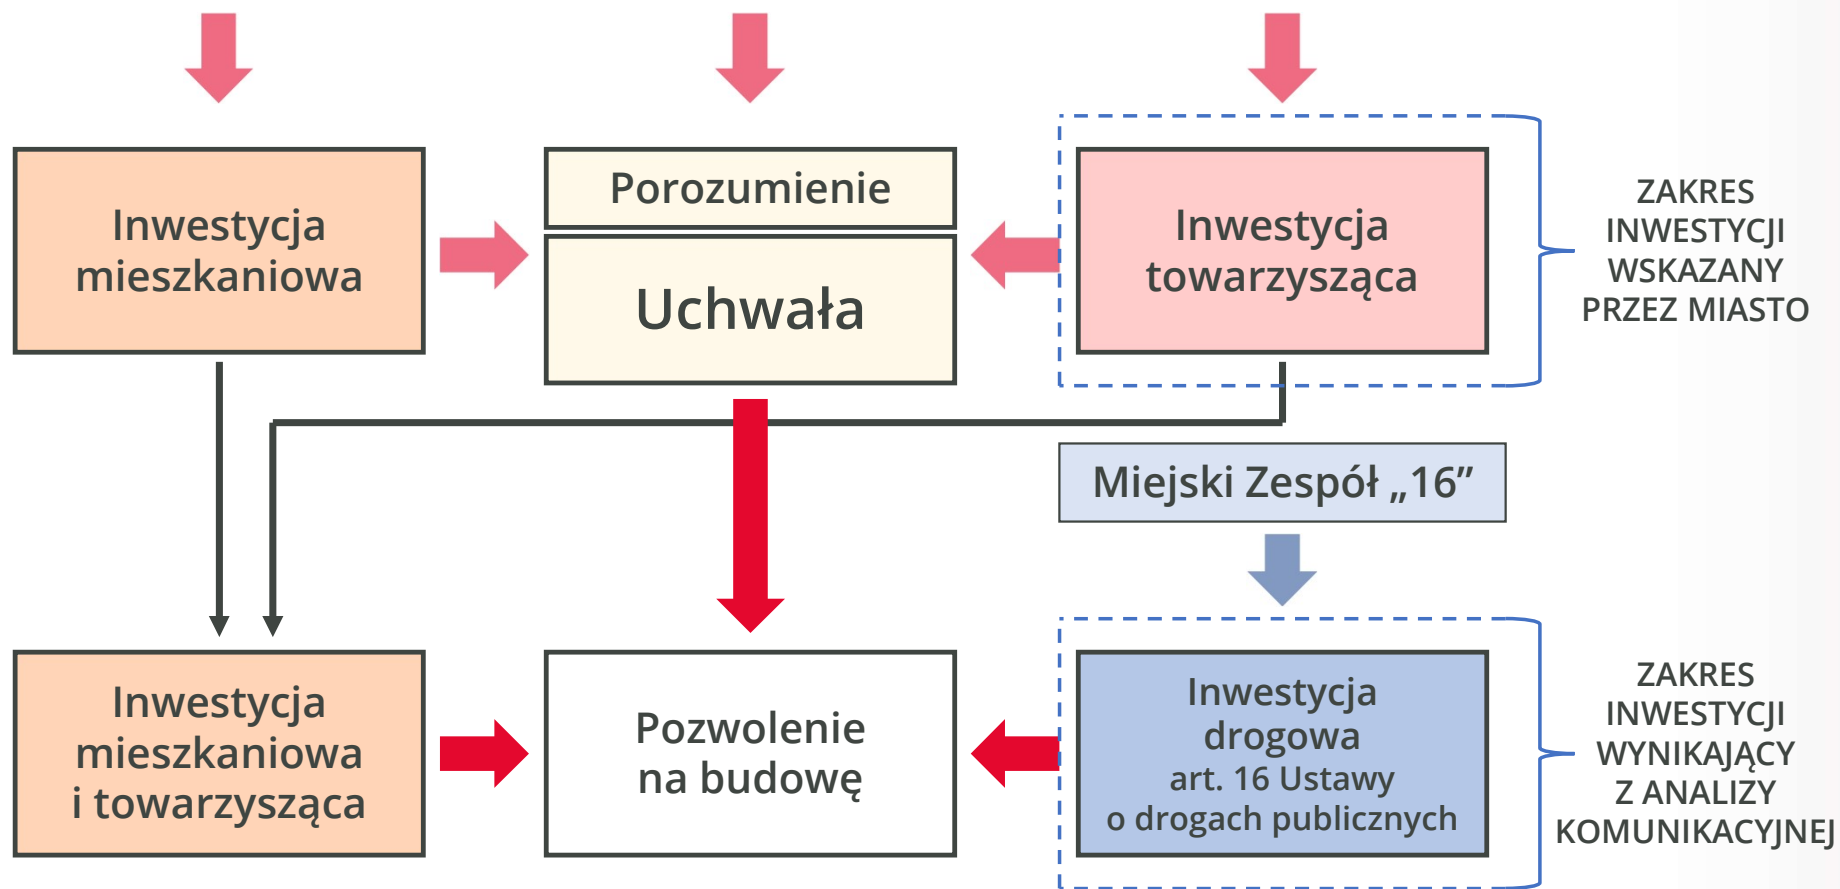 Inwestycja
mieszkaniowa
Porozumienie
Uchwała
Inwestycja
towarzysząca
ZAKRES
INWESTYCJI
WSKAZANY
PRZEZ MIASTO
Miejski Zespół „16”
Inwestycja
mieszkaniowa
i towarzysząca
Pozwolenie
na budowę
Inwestycja
drogowa
art. 16 Ustawy
o drogach publicznych
ZAKRES
INWESTYCJI
WYNIKAJĄCY
Z ANALIZY
KOMUNIKACYJNEJ